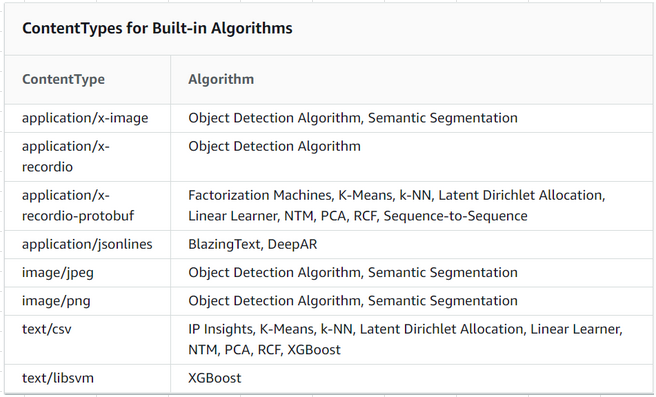 ContentTypes for Built-in Algorithms
ContentType Algorithm
application/x-image Object Detection Algorithm, Semantic Segmentation
application/x- Object Detection Algorithm
recordio
application/x- Factorization Machines, K-Means, k-NN, Latent Dirichlet Allocation,
recordio-protobuf Linear Learner, NTM, PCA, RCF, Sequence-to-Sequence
application/jsonlines BlazingText, DeepAR
image/jpeg Object Detection Algorithm, Semantic Segmentation
image/png Object Detection Algorithm, Semantic Segmentation
text/csv IP Insights, K-Means, k-NN, Latent Dirichlet Allocation, Linear Learner,
NTM, PCA, RCF, XGBoost
text/libsvm XGBoost